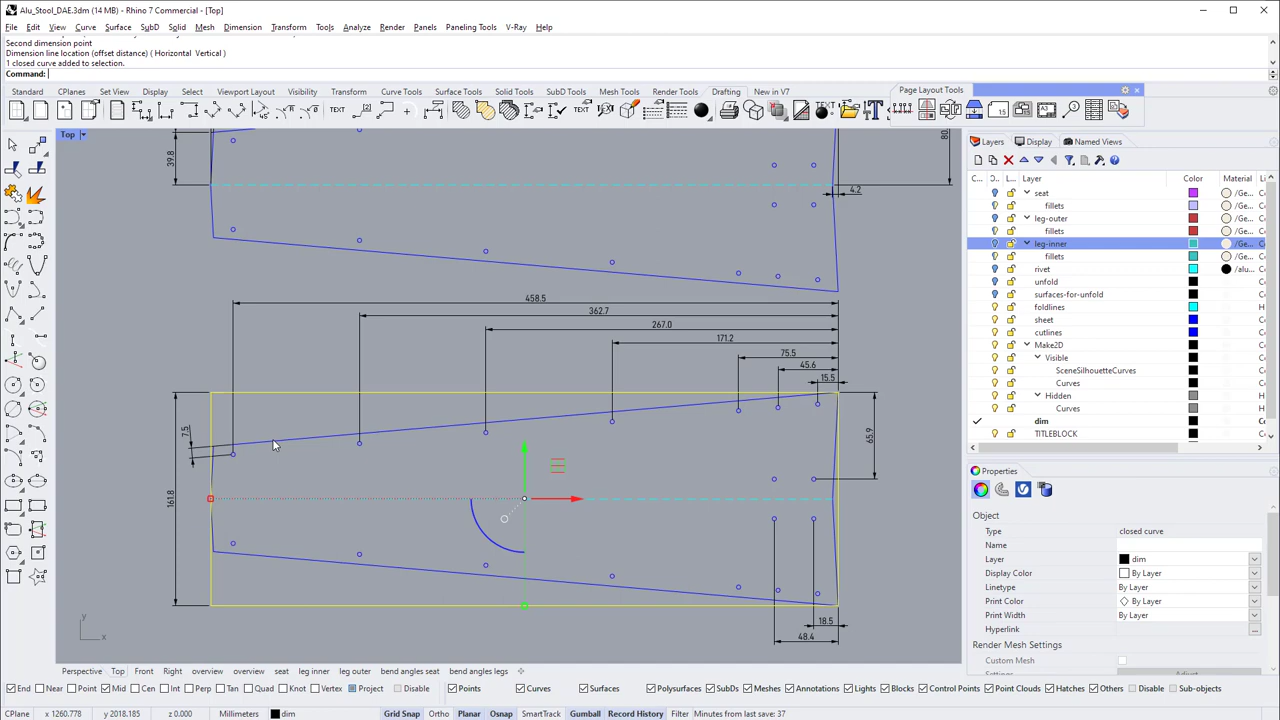 Alu_Stool_DAE.3dm (14 MB) - Rhino 7 Commercial - [Top]
File Edit View Curve Surface SubD Solid Mesh Dimension Transform Tools Analyze Render Panels Paneling Tools V-Ray Help
Second dimension point
Dimension line location (offset distance) ( Horizontal Vertical )
1 closed curve added to selection.
Command:
Standard CPlanes Set View Display Select Viewport Layout Visibility Transform Curve Tools Surface Tools Solid Tools SubD Tools Mesh Tools Render Tools Drafting New in V7
Page Layout Tools
TEXT
Top
Layers Display Named Views
Layer Color Material
seat
fillets
leg-outer
fillets
leg-inner
fillets
rivet
unfold
surfaces-for-unfold
foldlines
sheet
cutlines
Make2D
Visible
SceneSilhouetteCurves
Curves
Hidden
Curves
dim
TITLEBLOCK
39.8
4.2
458.5
362.7
267.0
171.2
75.5
45.6
15.5
7.5
65.9
161.8
18.5
48.4
y
x
Properties
Object
Type closed curve
Name
Layer dim
Display Color By Layer
Linetype By Layer
Print Color By Layer
Print Width By Layer
Hyperlink
Render Mesh Settings
Custom Mesh
Settings Adjust
Perspective Top Front Right overview overview seat leg inner leg outer bend angles seat bend angles legs
End Near Point Mid Cen Int Perp Tan Quad Knot Vertex Project Disable Points Curves Surfaces Polysurfaces SubDs Meshes Annotations Lights Blocks Control Points Point Clouds Hatches Others Disable Sub-objects
CPlane x 1260.778 y 2018.185 z 0.000 Millimeters dim Grid Snap Ortho Planar Osnap SmartTrack Gumball Record History Filter Minutes from last save: 37